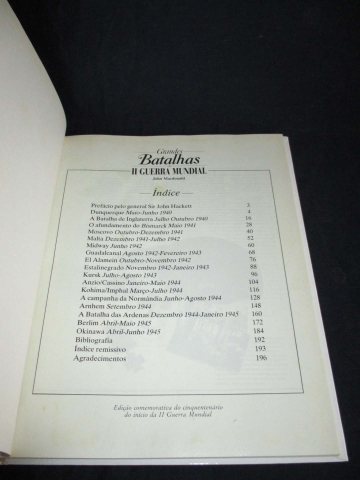 Grandes
Batalhas
II GUERRA MUNDIAL
John Macdonald
Índice
Prefácio pelo general Sir John Hackett 2
Dunquerque Maio-Junho 1940 4
A Batalha de Inglaterra Julho-Outubro 1940 16
O afundamento do Bismarck Maio 1941 28
Moscovo Outubro-Dezembro 1941 40
Malta Dezembro 1941-Julho 1942 52
Midway Junho 1942 60
Guadalcanal Agosto 1942-Fevereiro 1943 68
El Alamein Outubro-Novembro 1942 76
Estalinegrado Novembro 1942-Janeiro 1943 88
Kursk Julho-Agosto 1943 96
Anzio/Cassino Janeiro-Maio 1944 104
Kohima/Imphal Março-Julho 1944 116
A campanha da Normândia Junho-Agosto 1944 128
Arnhem Setembro 1944 148
A Batalha das Ardenas Dezembro 1944-Janeiro 1945 160
Berlim Abril-Maio 1945 172
Okinawa Abril-Junho 1945 184
Bibliografia 192
Índice remissivo 193
Agradecimentos 196
Edição comemorativa do cinquentenário
do início da II Guerra Mundial